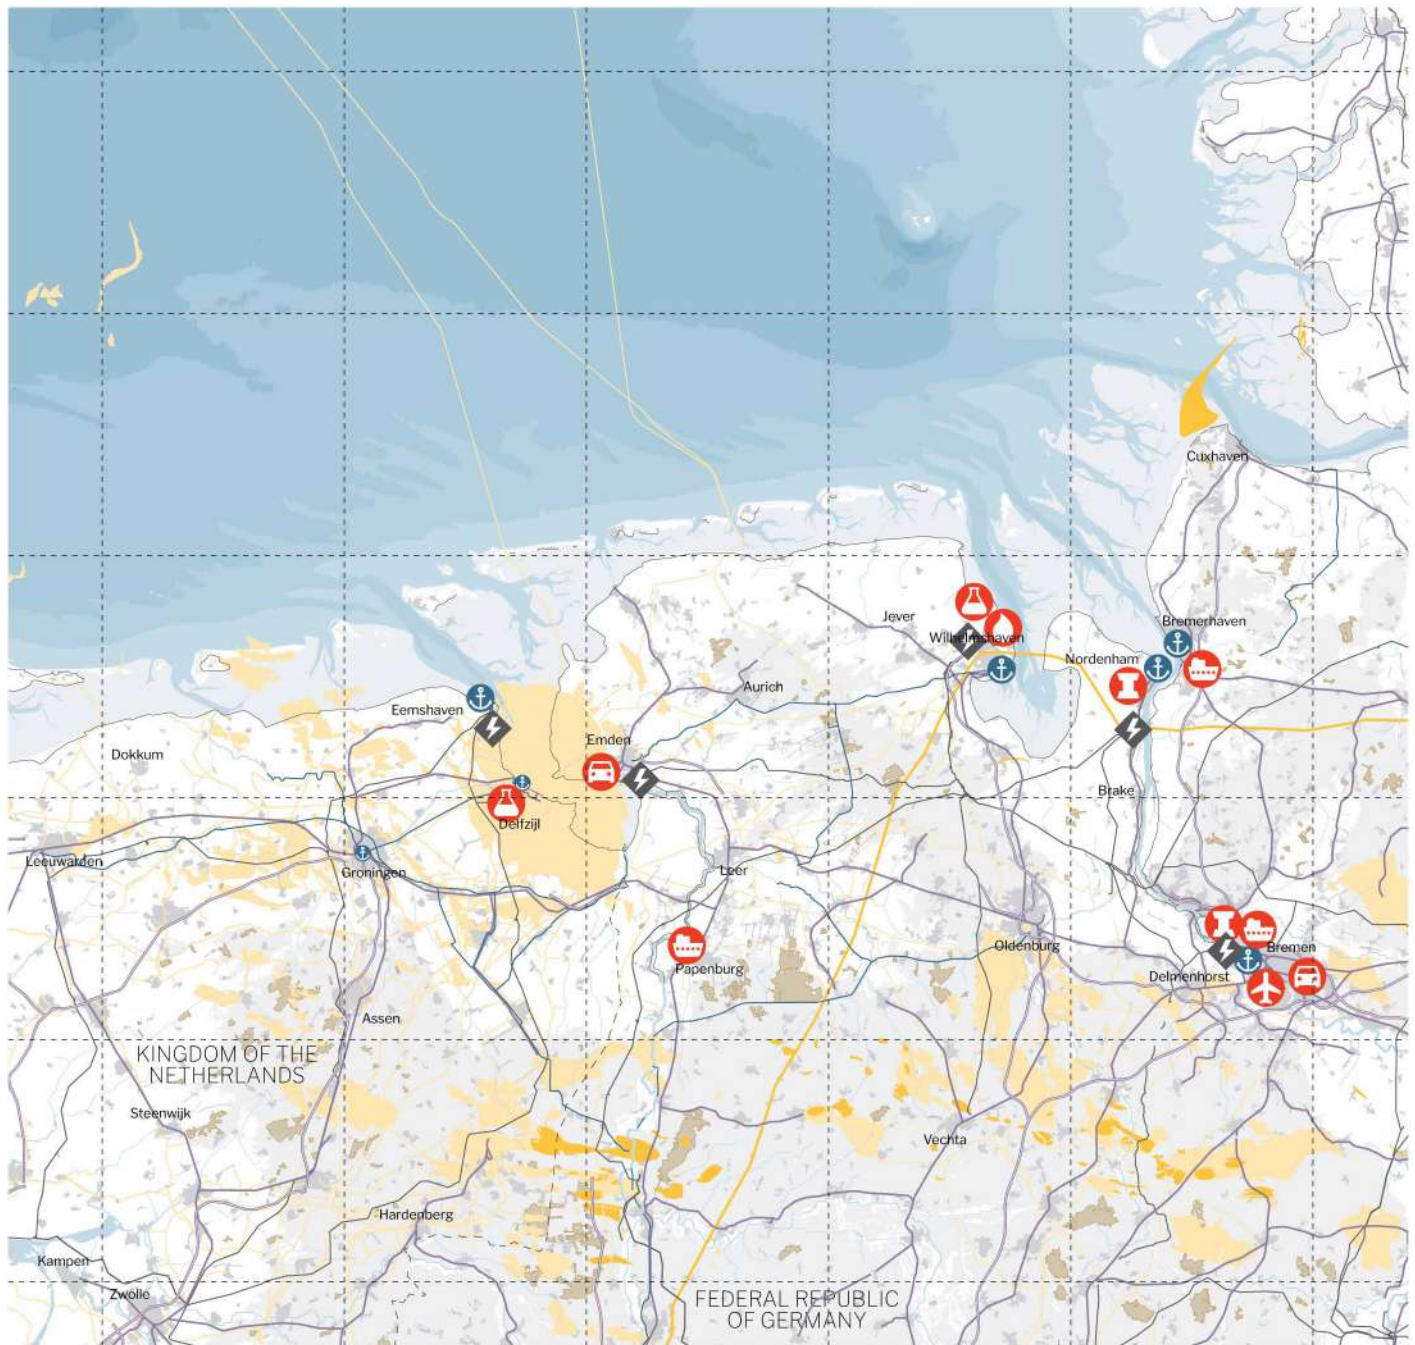 Cuxhaven
Jever
Wilhelmshaven
Bremerhaven
Nordenham
Aurich
Eemshaven
Emden
Dokkum
Brake
Delfzijl
Leeuwarden
Groningen
Leer
Oldenburg
Bremen
Papenburg
Delmenhorst
Assen
KINGDOM OF THE
NETHERLANDS
Steenwijk
Vechta
Hardenberg
Kampen
Zwolle
FEDERAL REPUBLIC
OF GERMANY